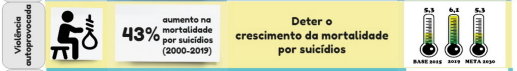 Violência
autoprovocada
43%
aumento na
mortalidade
por suicídios
(2000-2019)
Deter o
crescimento da mortalidade
por suicídios
5,3 6,1 5,3
BASE 2015 2019 META 2030